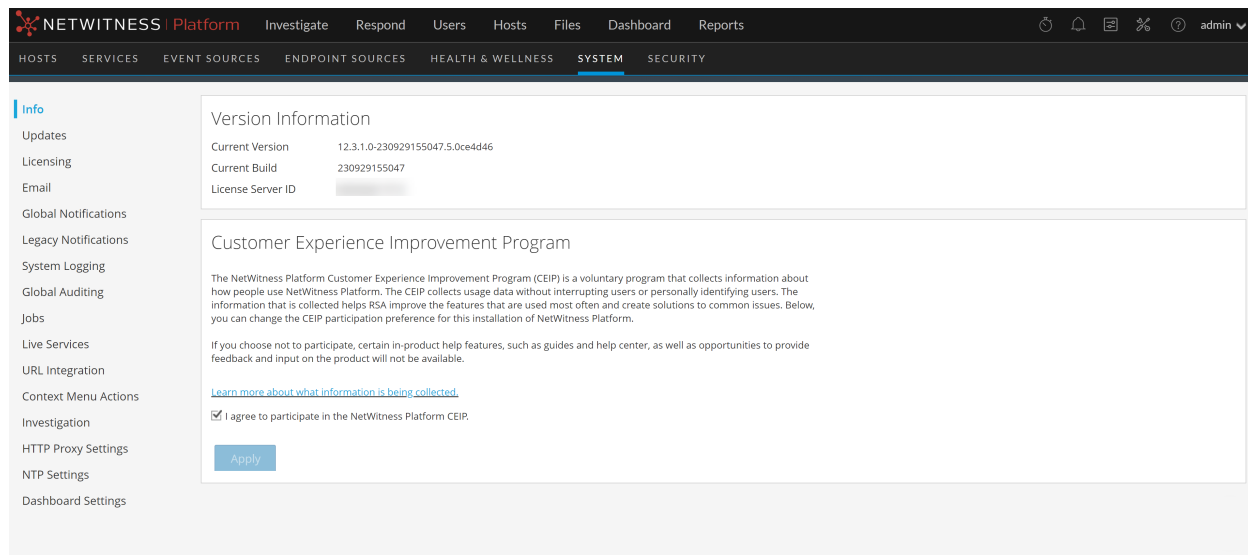 NETWITNESS | Platform Investigate Respond Users Hosts Files Dashboard Reports admin
HOSTS SERVICES EVENT SOURCES ENDPOINT SOURCES HEALTH & WELLNESS SYSTEM SECURITY
Info
Updates
Licensing
Email
Global Notifications
Legacy Notifications
System Logging
Global Auditing
Jobs
Live Services
URL Integration
Context Menu Actions
Investigation
HTTP Proxy Settings
NTP Settings
Dashboard Settings
Version Information
Current Version 12.3.1.0-230929155047.5.0ce4d46
Current Build 230929155047
License Server ID
Customer Experience Improvement Program
The NetWitness Platform Customer Experience Improvement Program (CEIP) is a voluntary program that collects information about
how people use NetWitness Platform. The CEIP collects usage data without interrupting users or personally identifying users. The
information that is collected helps RSA improve the features that are used most often and create solutions to common issues. Below,
you can change the CEIP participation preference for this installation of NetWitness Platform.
If you choose not to participate, certain in-product help features, such as guides and help center, as well as opportunities to provide
feedback and input on the product will not be available.
Learn more about what information is being collected.
I agree to participate in the NetWitness Platform CEIP.
Apply